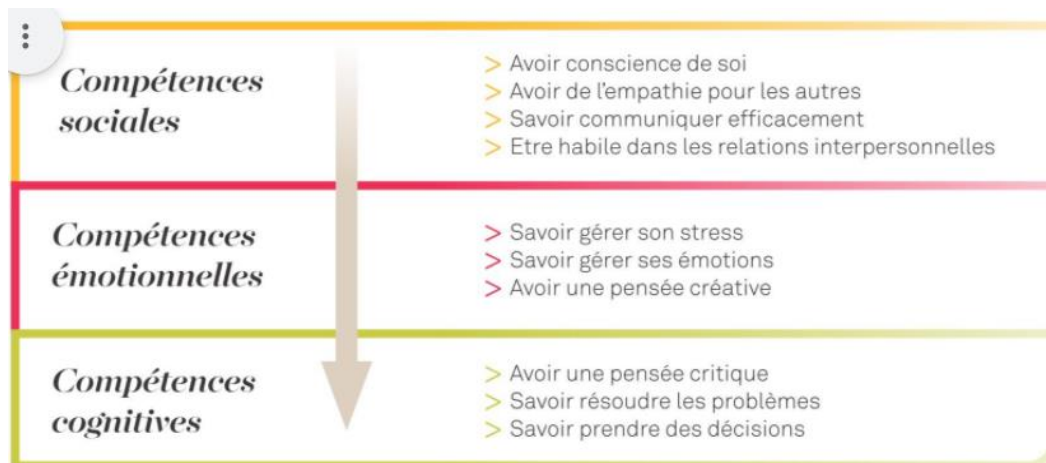 Compétences
sociales
> Avoir conscience de soi
> Avoir de l'empathie pour les autres
> Savoir communiquer efficacement
> Etre habile dans les relations interpersonnelles
Compétences
émotionnelles
> Savoir gérer son stress
> Savoir gérer ses émotions
> Avoir une pensée créative
Compétences
cognitives
> Avoir une pensée critique
> Savoir résoudre les problèmes
> Savoir prendre des décisions